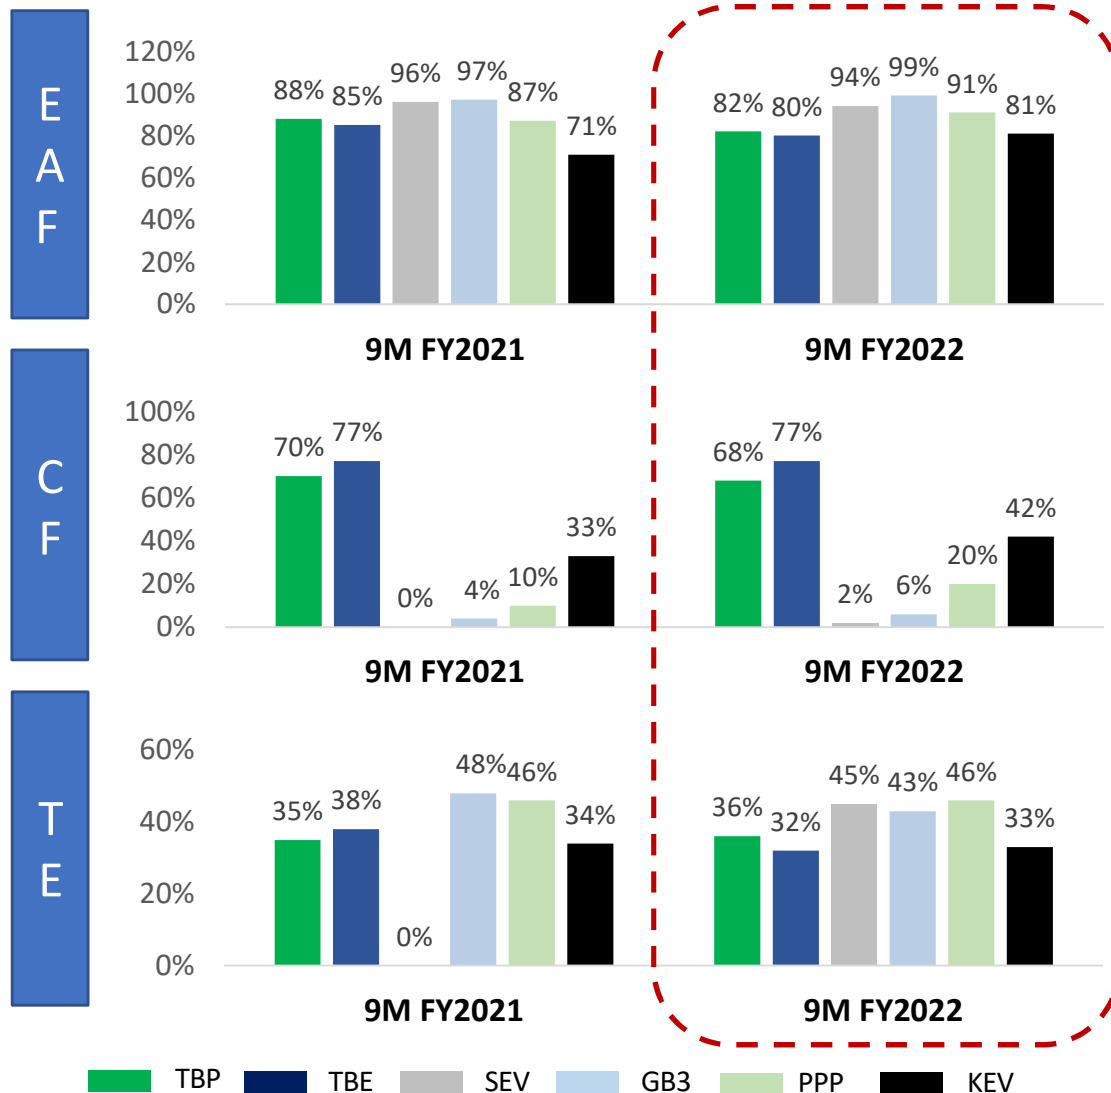 E
A
F
120%
100%
80%
60%
40%
20%
0%
88%
85%
96%
97%
87%
71%
82%
80%
94%
99%
91%
81%
9M FY2021
9M FY2022
C
F
100%
80%
60%
40%
20%
0%
70%
77%
0%
4%
10%
33%
68%
77%
2%
6%
20%
42%
9M FY2021
9M FY2022
T
E
60%
40%
20%
0%
35%
38%
0%
48%
46%
34%
36%
32%
45%
43%
46%
33%
9M FY2021
9M FY2022
TBP
TBE
SEV
GB3
PPP
KEV